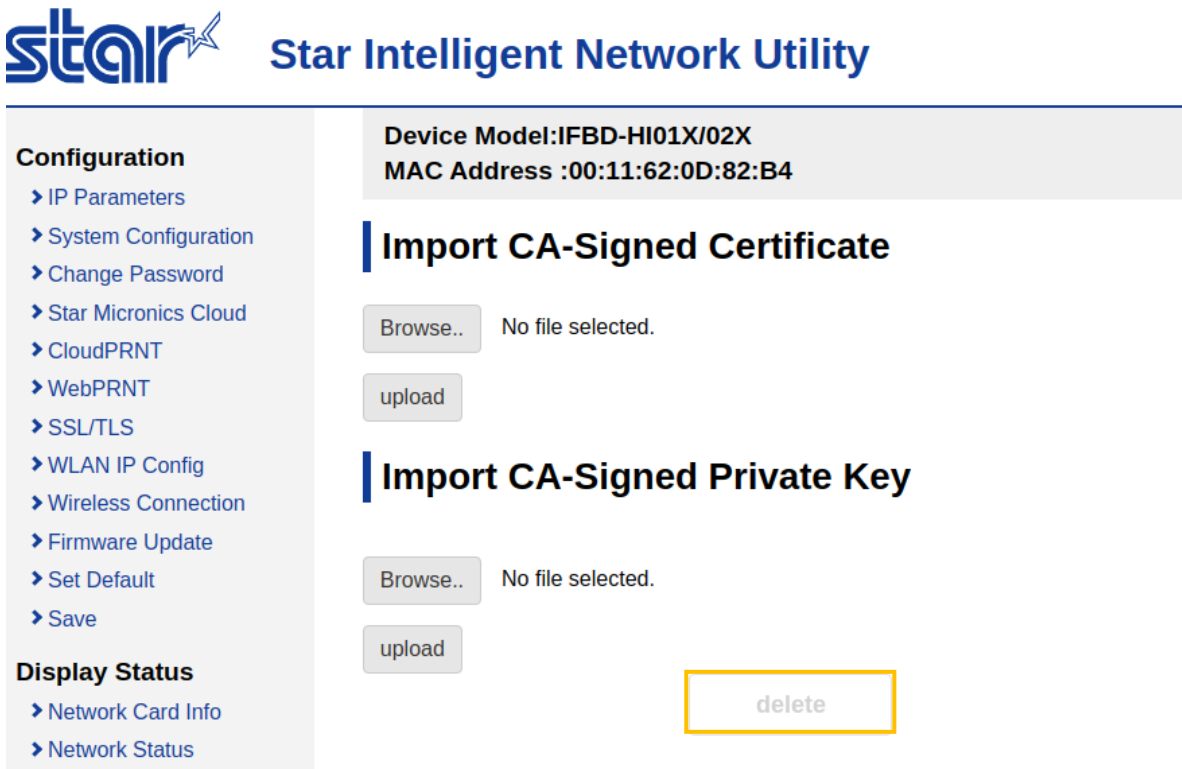 star
Star Intelligent Network Utility
Configuration
IP Parameters
System Configuration
Change Password
Star Micronics Cloud
CloudPRNT
WebPRNT
SSL/TLS
WLAN IP Config
Wireless Connection
Firmware Update
Set Default
Save
Display Status
Network Card Info
Network Status
Device Model:IFBD-HI01X/02X
MAC Address :00:11:62:0D:82:B4
Import CA-Signed Certificate
Browse.. No file selected.
upload
Import CA-Signed Private Key
Browse.. No file selected.
upload
delete